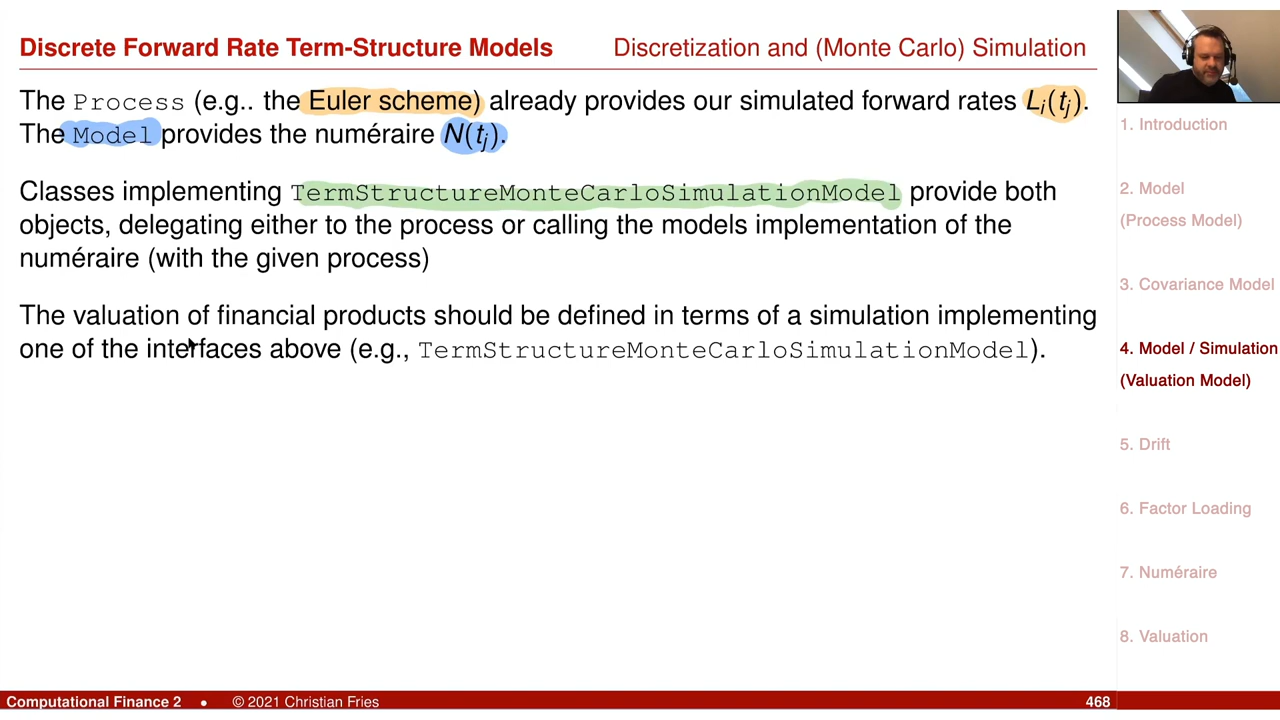 Discrete Forward Rate Term-Structure Models
Discretization and (Monte Carlo) Simulation
The Process (e.g.. the Euler scheme) already provides our simulated forward rates Li(tj).
The Model provides the numéraire N(tj).
Classes implementing TermStructureMonteCarloSimulationModel provide both
objects, delegating either to the process or calling the models implementation of the
numéraire (with the given process)
The valuation of financial products should be defined in terms of a simulation implementing
one of the interfaces above (e.g., TermStructureMonteCarloSimulationModel).
1. Introduction
2. Model
(Process Model)
3. Covariance Model
4. Model / Simulation
(Valuation Model)
5. Drift
6. Factor Loading
7. Numéraire
8. Valuation
Computational Finance 2 • © 2021 Christian Fries
468